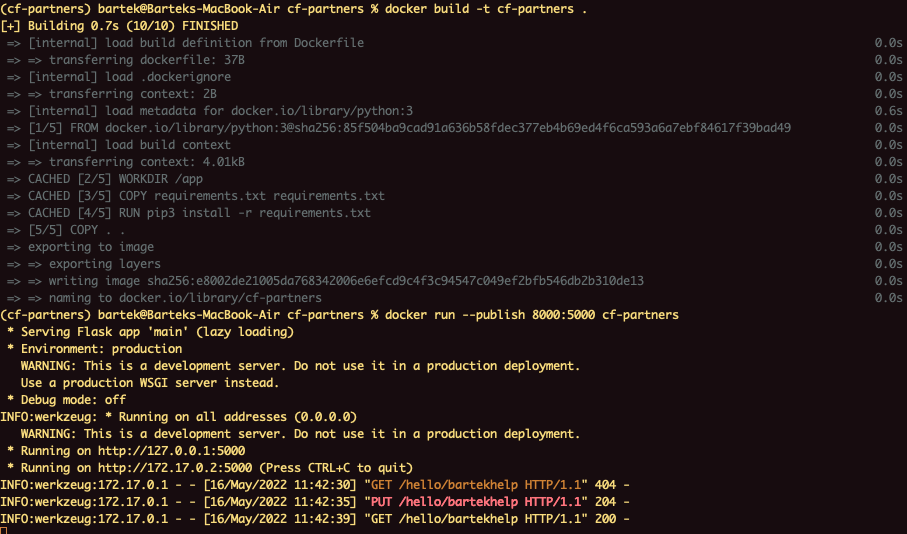 (cf-partners) bartek@Barteks-MacBook-Air cf-partners % docker build -t cf-partners .
[+] Building 0.7s (10/10) FINISHED
=> [internal] load build definition from Dockerfile 0.0s
=> => transferring dockerfile: 37B 0.0s
=> [internal] load .dockerignore 0.0s
=> => transferring context: 2B 0.0s
=> [internal] load metadata for docker.io/library/python:3 0.6s
=> [1/5] FROM docker.io/library/python:3@sha256:85f504ba9cad91a636b58fdec377eb4b69ed4f6ca593a6a7ebf84617f39bad49 0.0s
=> [internal] load build context 0.0s
=> => transferring context: 4.01kB 0.0s
=> CACHED [2/5] WORKDIR /app 0.0s
=> CACHED [3/5] COPY requirements.txt requirements.txt 0.0s
=> CACHED [4/5] RUN pip3 install -r requirements.txt 0.0s
=> [5/5] COPY . . 0.0s
=> exporting to image 0.0s
=> => exporting layers 0.0s
=> => writing image sha256:e8002de21005da768342006e6efcd9c4f3c94547c049ef2bfb546db2b310de13 0.0s
=> => naming to docker.io/library/cf-partners 0.0s
(cf-partners) bartek@Barteks-MacBook-Air cf-partners % docker run --publish 8000:5000 cf-partners
* Serving Flask app 'main' (lazy loading)
* Environment: production
WARNING: This is a development server. Do not use it in a production deployment.
Use a production WSGI server instead.
* Debug mode: off
INFO:werkzeug: * Running on all addresses (0.0.0.0)
WARNING: This is a development server. Do not use it in a production deployment.
* Running on http://127.0.0.1:5000
* Running on http://172.17.0.2:5000 (Press CTRL+C to quit)
INFO:werkzeug:172.17.0.1 - - [16/May/2022 11:42:30] "GET /hello/bartekhelp HTTP/1.1" 404 -
INFO:werkzeug:172.17.0.1 - - [16/May/2022 11:42:35] "PUT /hello/bartekhelp HTTP/1.1" 204 -
INFO:werkzeug:172.17.0.1 - - [16/May/2022 11:42:39] "GET /hello/bartekhelp HTTP/1.1" 200 -